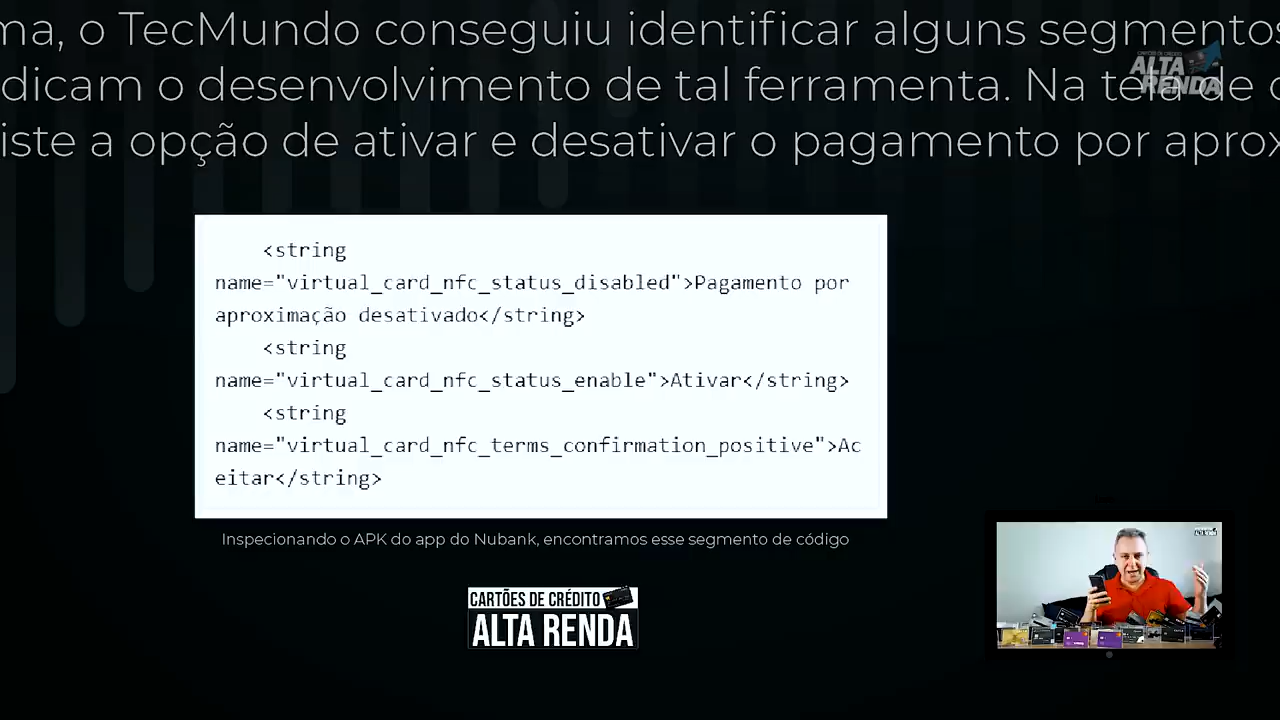 ma, o TecMundo conseguiu identificar alguns segmentos
dicam o desenvolvimento de tal ferramenta. Na tela de
iste a opção de ativar e desativar o pagamento por aprox
ALTA
RENDA
<string
name="virtual_card_nfc_status_disabled">Pagamento por
aproximação desativado</string>
<string
name="virtual_card_nfc_status_enable">Ativar</string>
<string
name="virtual_card_nfc_terms_confirmation_positive">Ac
eitar</string>
Inspecionando o APK do app do Nubank, encontramos esse segmento de código
CARTÕES DE CRÉDITO
ALTA RENDA